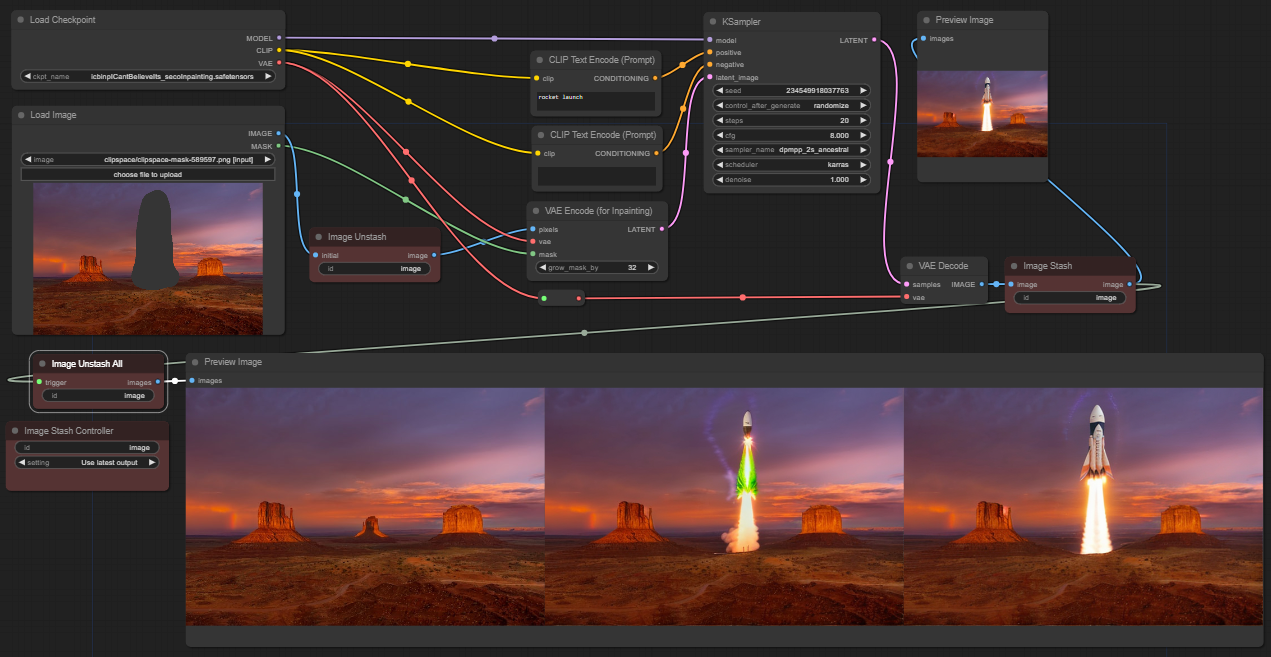 Load Checkpoint
MODEL
CLIP
VAE
ckpt_name icbinpICantBelieveIts_secoInpainting.safetensors
Load Image
IMAGE
MASK
image clipspace/clipspace-mask-589597.png [input]
choose file to upload
Image Unstash
initial image
id image
CLIP Text Encode (Prompt)
clip CONDITIONING
rocket launch
CLIP Text Encode (Prompt)
clip CONDITIONING
VAE Encode (for Inpainting)
pixels LATENT
vae
mask
grow_mask_by 32
KSampler
model LATENT
positive
negative
latent_image
seed 234549918037763
control_after_generate randomize
steps 20
cfg 8.000
sampler_name dpmpp_2s_ancestral
scheduler karras
denoise 1.000
Preview Image
images
VAE Decode
samples IMAGE
vae
Image Stash
image image
id image
Image Unstash All
trigger images
id image
Image Stash Controller
id image
setting Use latest output
Preview Image
images